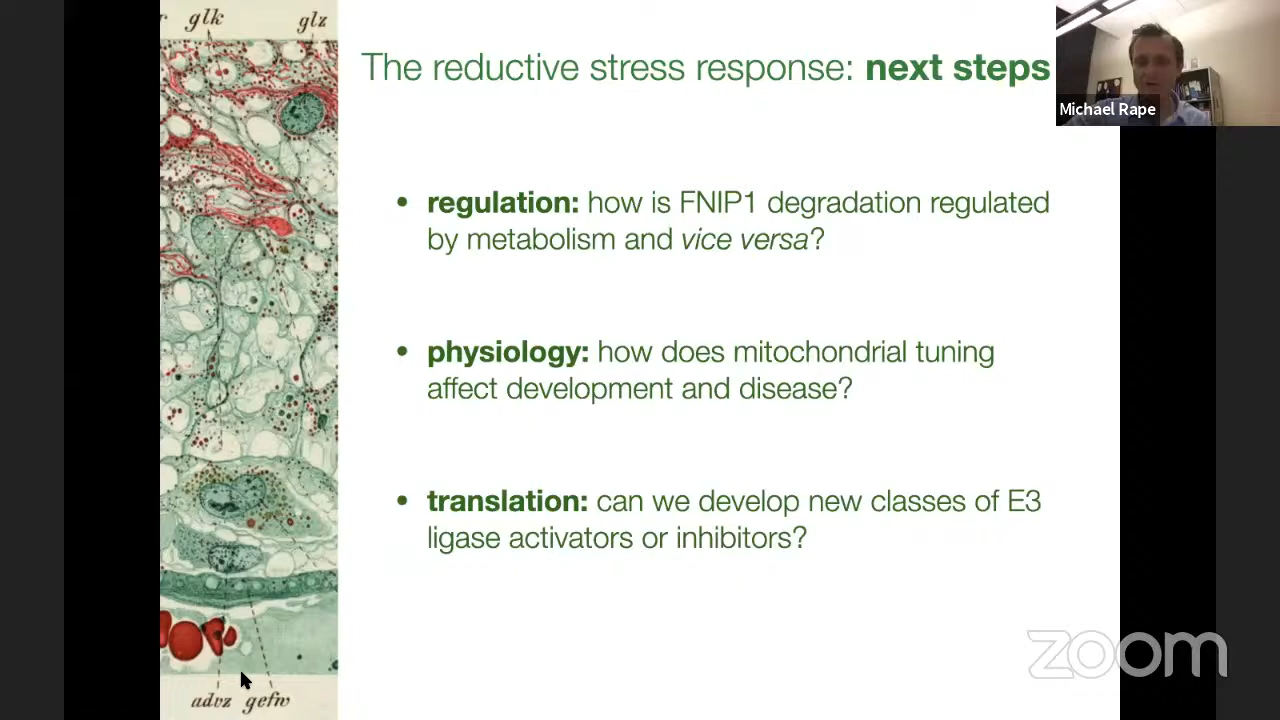 glk
glz
The reductive stress response: next steps
Michael Rape
• regulation: how is FNIP1 degradation regulated
by metabolism and vice versa?
• physiology: how does mitochondrial tuning
affect development and disease?
• translation: can we develop new classes of E3
ligase activators or inhibitors?
zoom
advz gefw